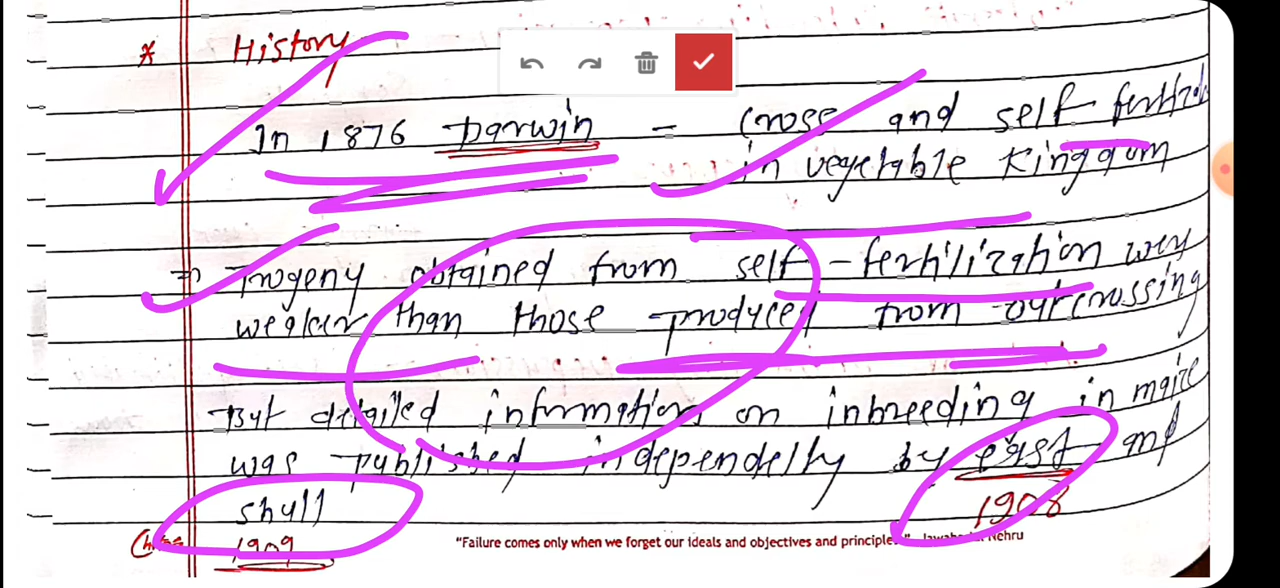 * History
In 1876 Darwin - Cross and self-fertiliz
in vegetable Kingdom
⇒ Progeny obtained from self-fertilization were
weaker than those produced from outcrossing
But detailed information on inbreeding in maize
was published independelly by east and
shull 1908
1909
"Failure comes only when we forget our ideals and objectives and principles" Jawaharlal Nehru